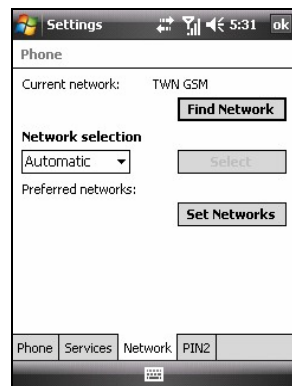 Settings 5:31 ok
Phone
Current network: TWN GSM
Find Network
Network selection
Automatic Select
Preferred networks:
Set Networks
Phone Services Network PIN2